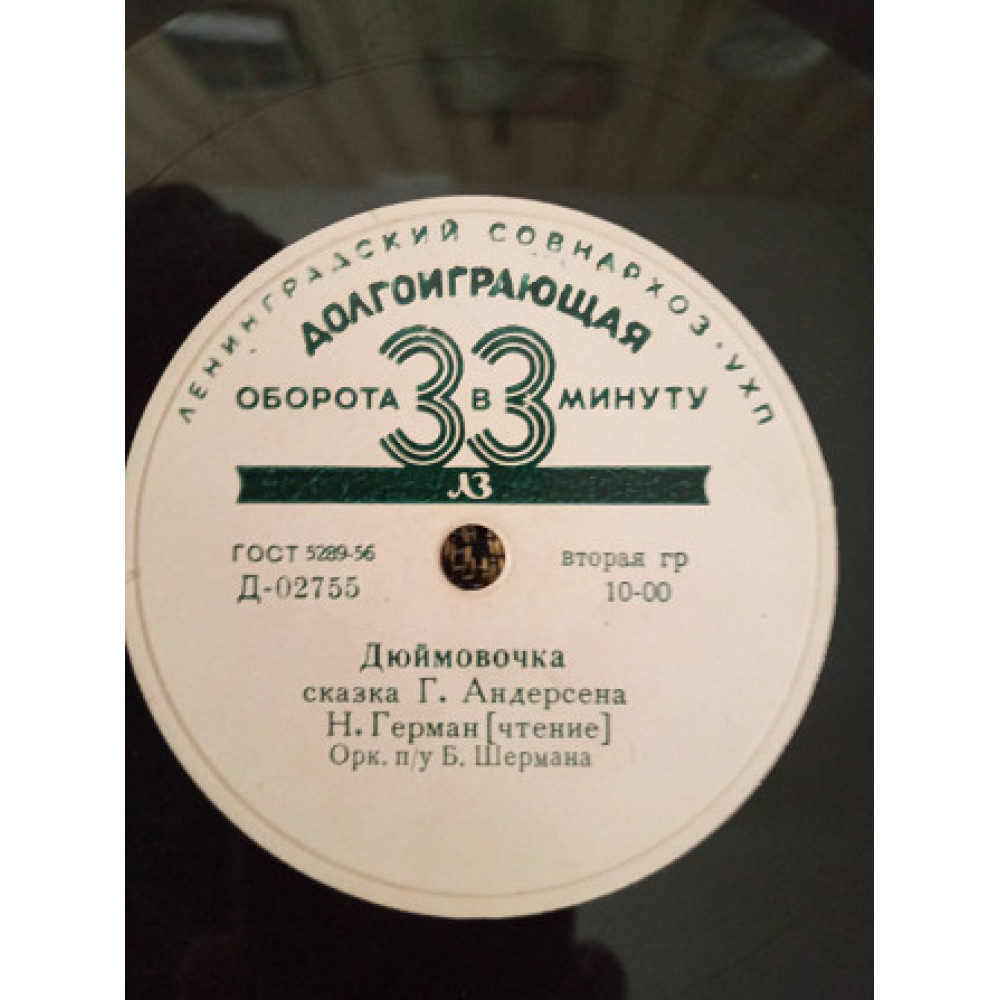 ЛЕНИНГРАДСКИЙ СОВНАРХОЗ · УХП
ДОЛГОИГРАЮЩАЯ
ОБОРОТА 33 В МИНУТУ
ЛЗ
ГОСТ 5289-56 вторая гр
Д-02755 10-00
Дюймовочка
сказка Г. Андерсена
Н. Герман [чтение]
Орк. п/у Б. Шермана